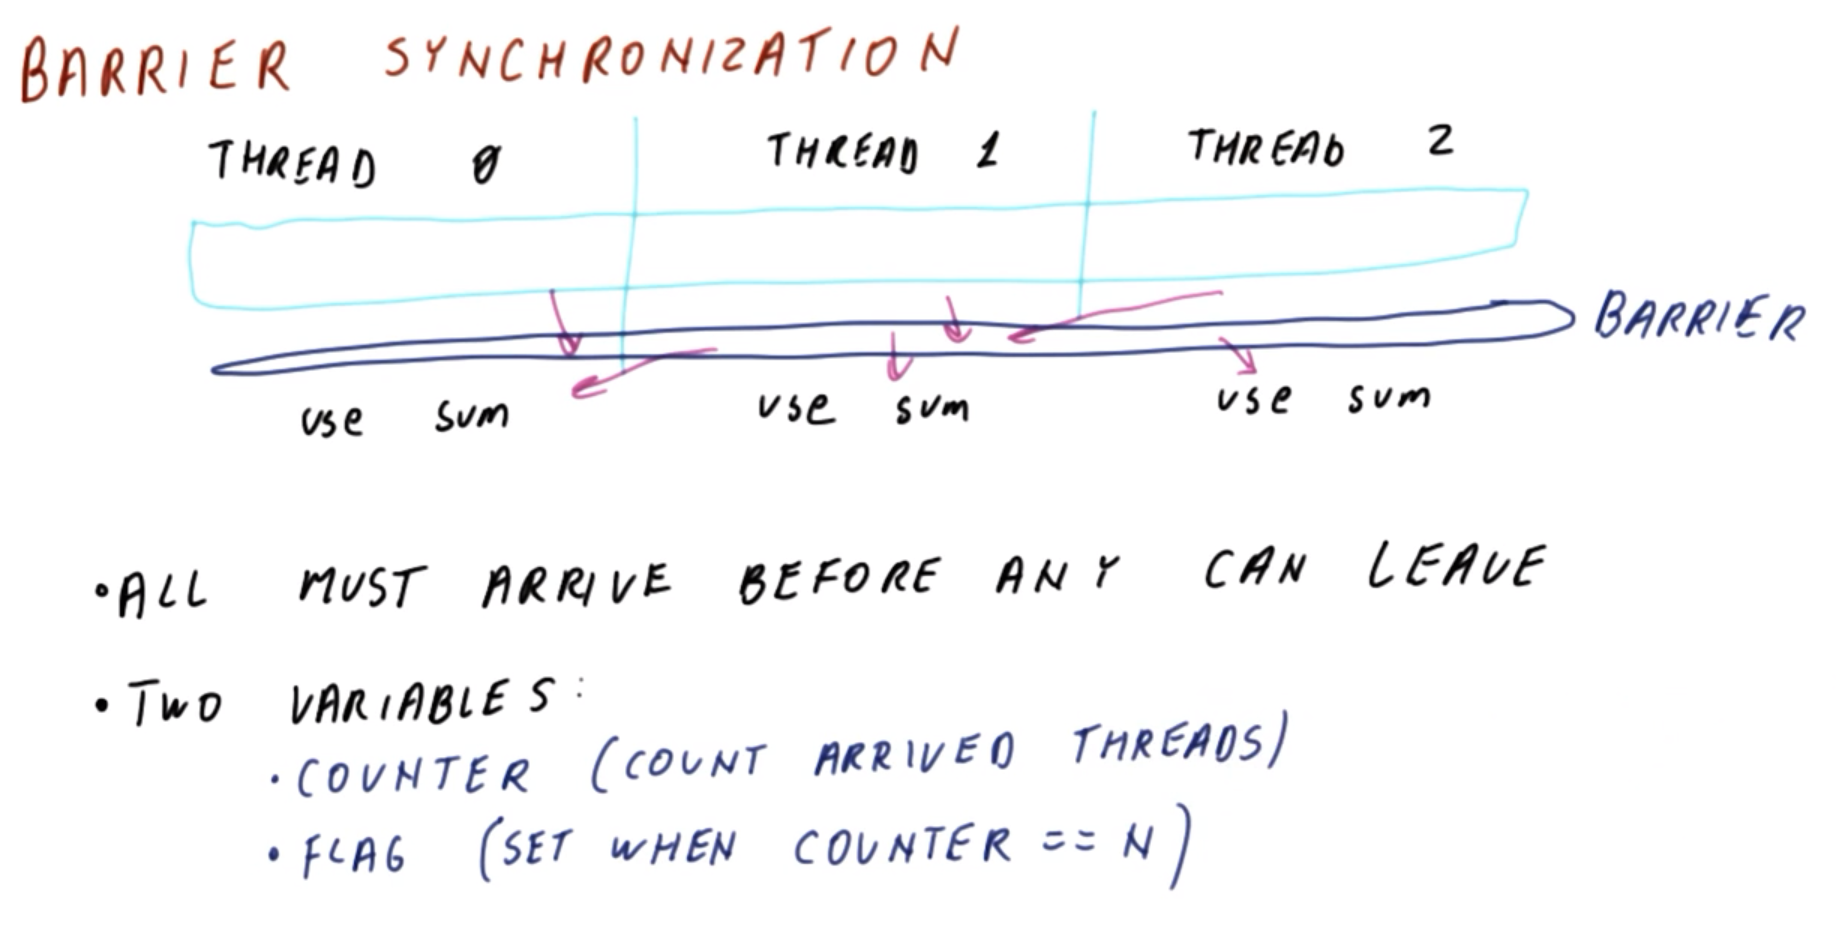 BARRIER SYNCHRONIZATION
THREAD 0 THREAD 1 THREAD 2
BARRIER
use sum use sum use sum
• ALL MUST ARRIVE BEFORE ANY CAN LEAVE
• TWO VARIABLES:
• COUNTER (COUNT ARRIVED THREADS)
• FLAG (SET WHEN COUNTER == N)